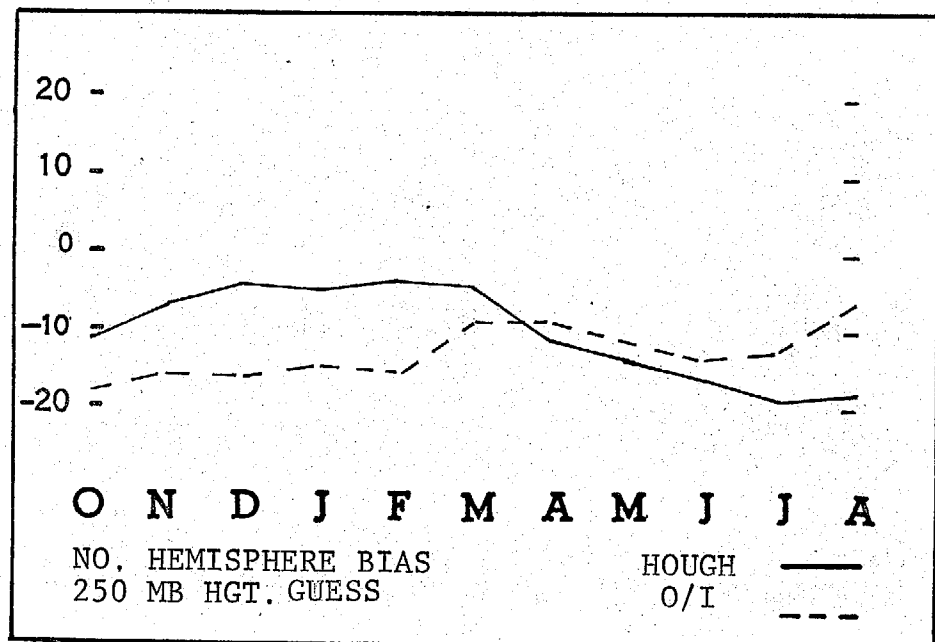 20
10
0
-10
-20
O N D J F M A M J J A
NO. HEMISPHERE BIAS
250 MB HGT. GUESS
HOUGH
O/I